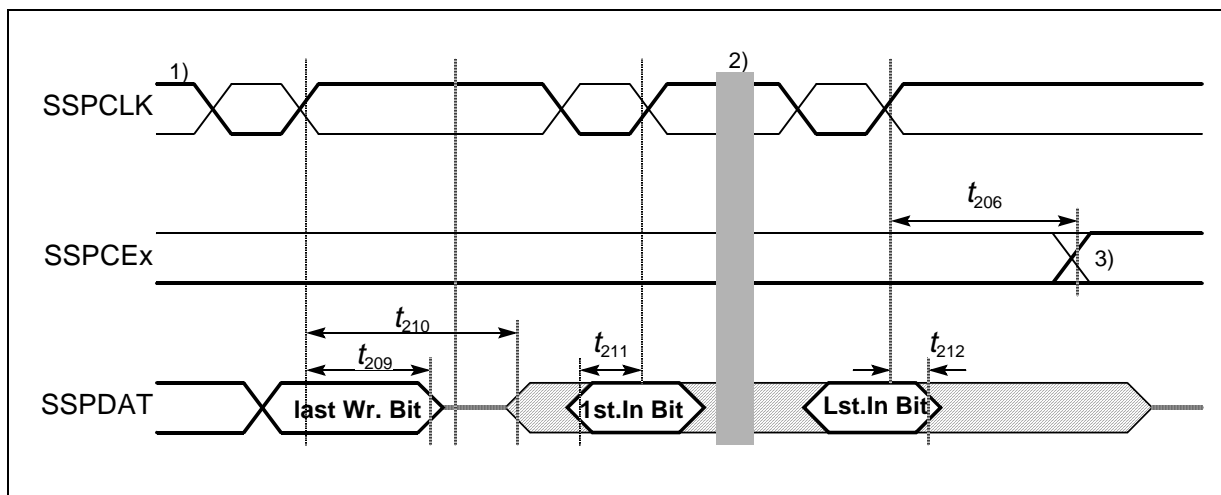 1)
2)
SSPCLK
t206
SSPCEx
3)
t210
t209
t211
t212
SSPDAT
last Wr. Bit
1st.In Bit
Lst.In Bit